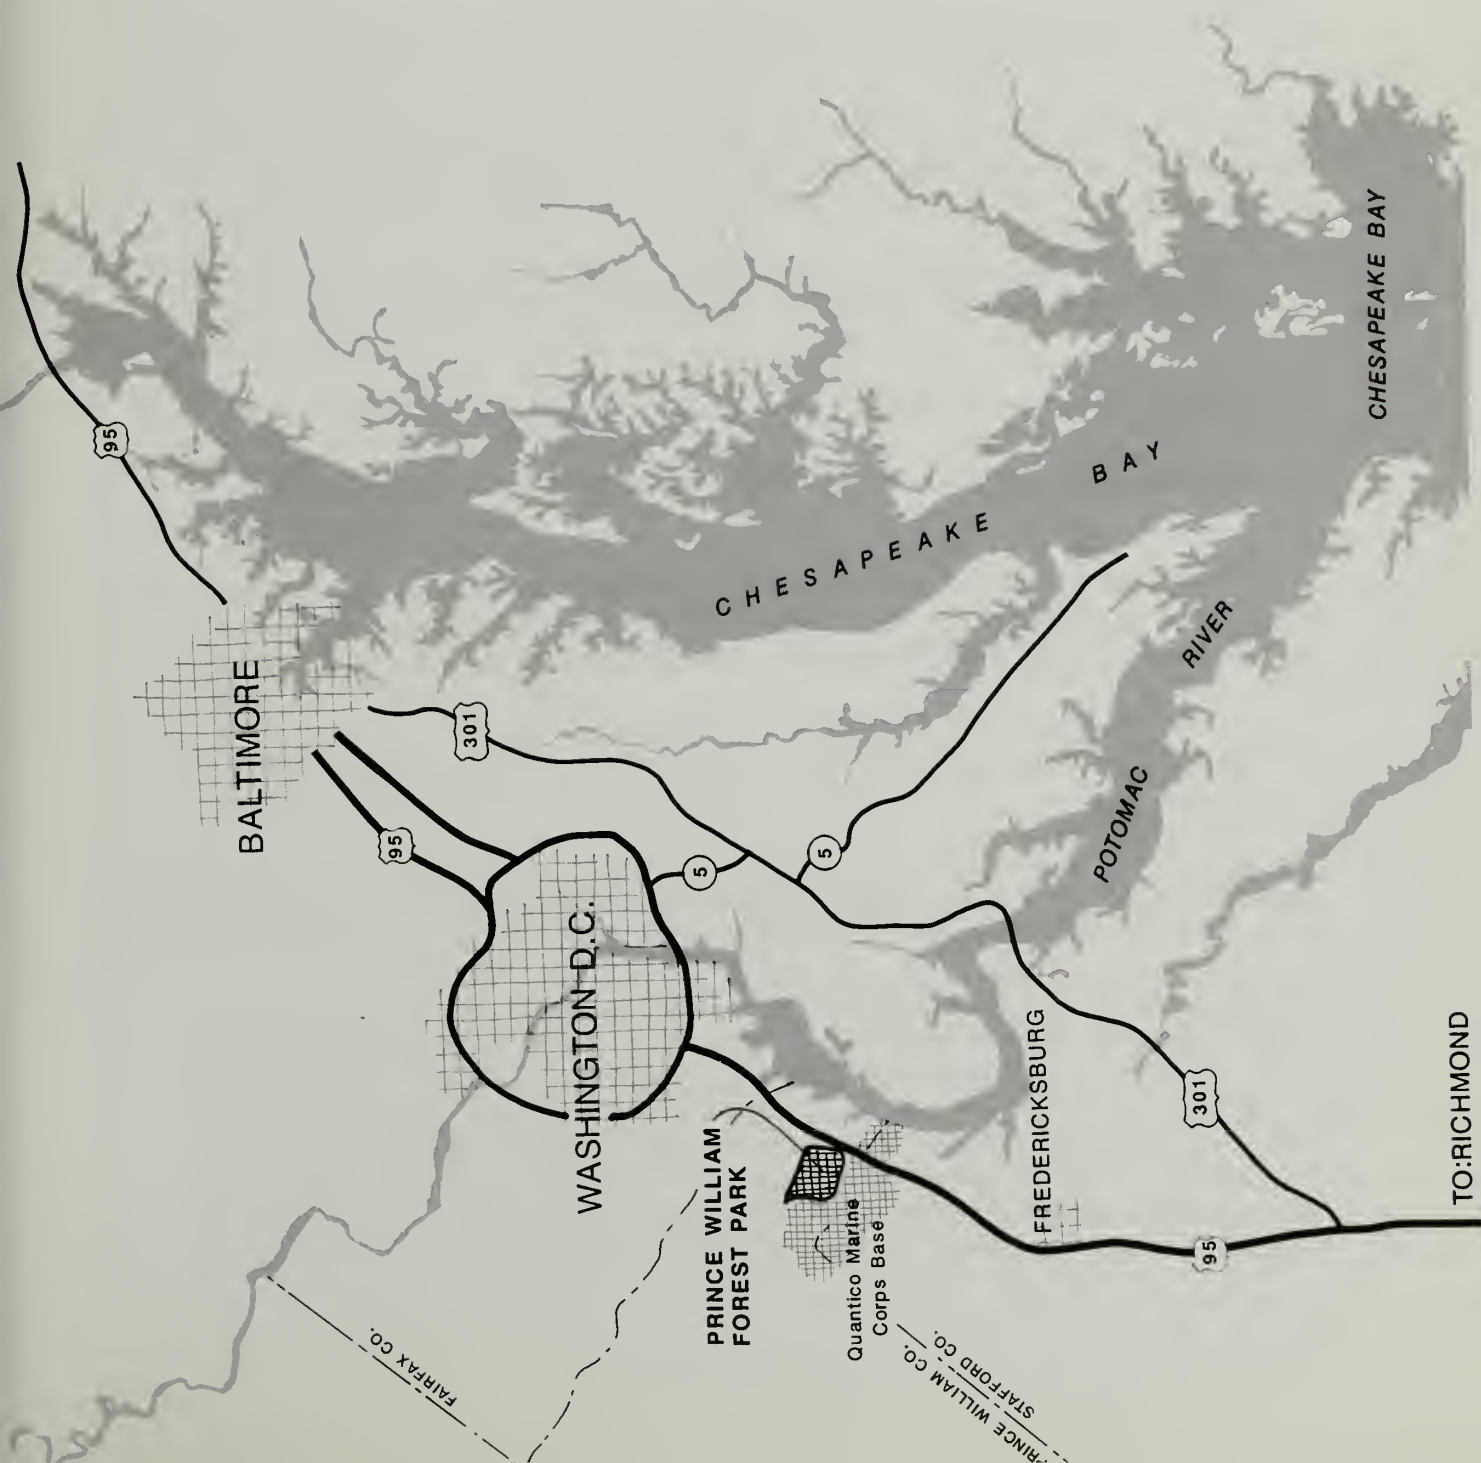 95
BALTIMORE
301
95
WASHINGTON D.C.
5
5
CHESAPEAKE
BAY
CHESAPEAKE BAY
POTOMAC
RIVER
PRINCE WILLIAM
FOREST PARK
Quantico Marine
Corps Base
FAIRFAX CO.
PRINCE WILLIAM CO.
STAFFORD CO.
FREDERICKSBURG
301
95
TO:RICHMOND